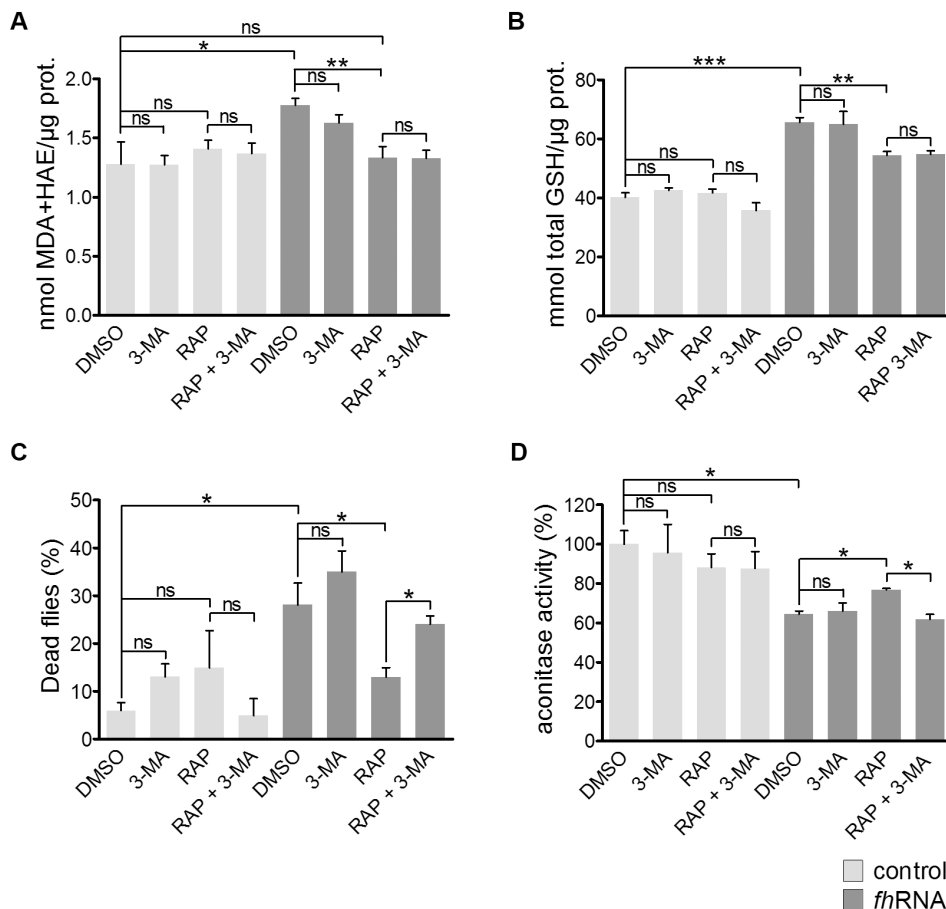 A
nmol MDA+HAE/µg prot.
2.0
1.5
1.0
0.5
0.0
ns
*
**
ns
ns
ns
ns
ns
DMSO
3-MA
RAP
RAP + 3-MA
DMSO
3-MA
RAP
RAP + 3-MA
B
mmol total GSH/µg prot.
80
60
40
20
0
***
**
ns
ns
ns
ns
ns
DMSO
3-MA
RAP
RAP + 3-MA
DMSO
3-MA
RAP
RAP 3-MA
C
Dead flies (%)
50
40
30
20
10
0
*
*
ns
*
ns
ns
ns
DMSO
3-MA
RAP
RAP + 3-MA
DMSO
3-MA
RAP
RAP + 3-MA
D
aconitase activity (%)
120
100
80
60
40
20
0
*
ns
ns
ns
*
*
ns
DMSO
3-MA
RAP
RAP + 3-MA
DMSO
3-MA
RAP
RAP + 3-MA
control
fhRNA